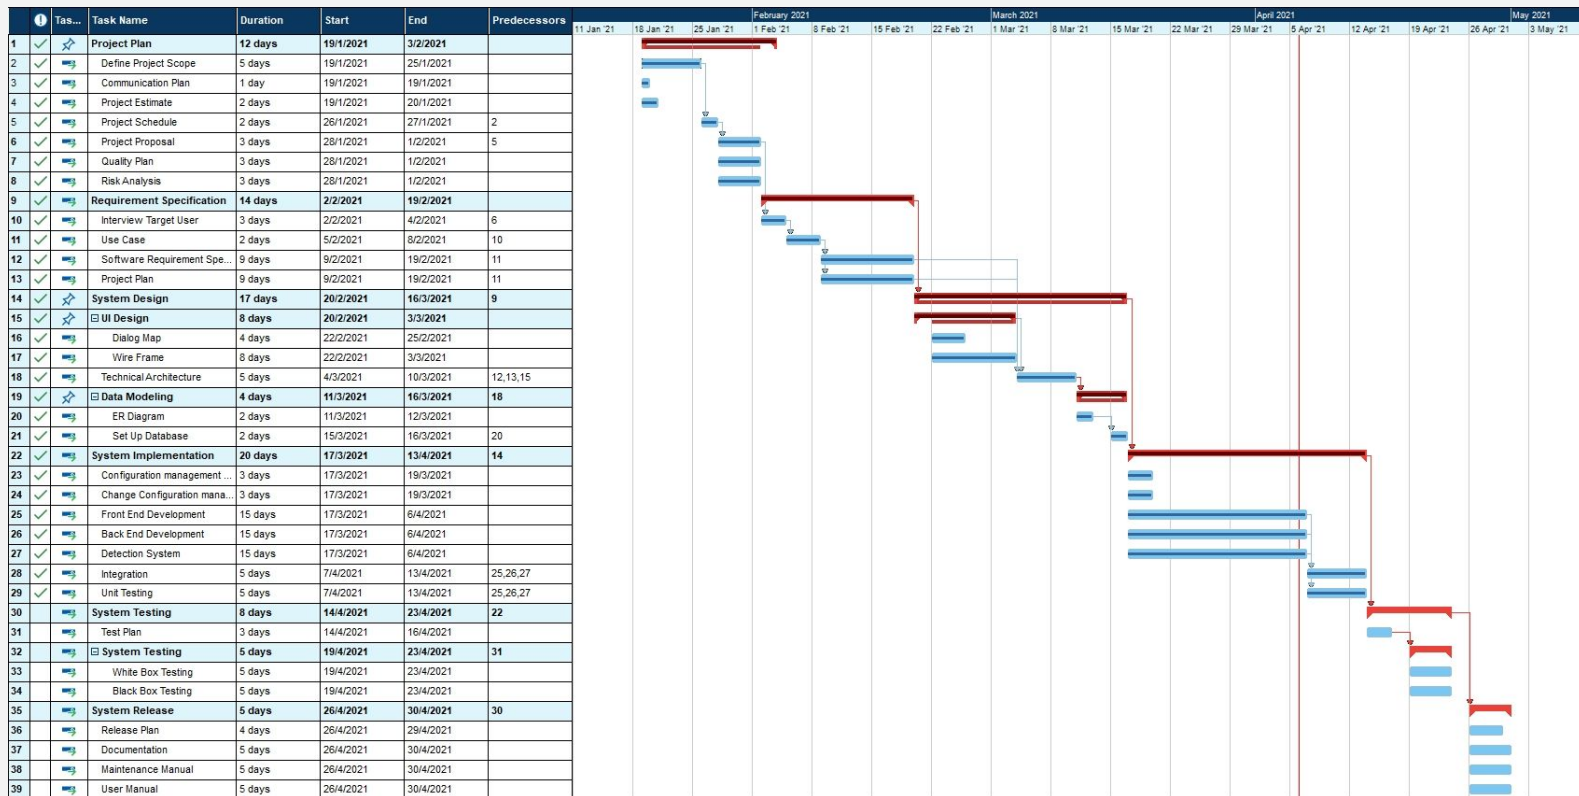 Tas... Task Name Duration Start End Predecessors
February 2021 March 2021 April 2021 May 2021
11 Jan '21 18 Jan '21 25 Jan '21 1 Feb '21 8 Feb '21 15 Feb '21 22 Feb '21 1 Mar '21 8 Mar '21 15 Mar '21 22 Mar '21 29 Mar '21 5 Apr '21 12 Apr '21 19 Apr '21 26 Apr '21 3 May '21
1 Project Plan 12 days 19/1/2021 3/2/2021
2 Define Project Scope 5 days 19/1/2021 25/1/2021
3 Communication Plan 1 day 19/1/2021 19/1/2021
4 Project Estimate 2 days 19/1/2021 20/1/2021
5 Project Schedule 2 days 26/1/2021 27/1/2021 2
6 Project Proposal 3 days 28/1/2021 1/2/2021 5
7 Quality Plan 3 days 28/1/2021 1/2/2021
8 Risk Analysis 3 days 28/1/2021 1/2/2021
9 Requirement Specification 14 days 2/2/2021 19/2/2021
10 Interview Target User 3 days 2/2/2021 4/2/2021 6
11 Use Case 2 days 5/2/2021 8/2/2021 10
12 Software Requirement Spe... 9 days 9/2/2021 19/2/2021 11
13 Project Plan 9 days 9/2/2021 19/2/2021 11
14 System Design 17 days 20/2/2021 16/3/2021 9
15 UI Design 8 days 20/2/2021 3/3/2021
16 Dialog Map 4 days 22/2/2021 25/2/2021
17 Wire Frame 8 days 22/2/2021 3/3/2021
18 Technical Architecture 5 days 4/3/2021 10/3/2021 12,13,15
19 Data Modeling 4 days 11/3/2021 16/3/2021 18
20 ER Diagram 2 days 11/3/2021 12/3/2021
21 Set Up Database 2 days 15/3/2021 16/3/2021 20
22 System Implementation 20 days 17/3/2021 13/4/2021 14
23 Configuration management ... 3 days 17/3/2021 19/3/2021
24 Change Configuration mana... 3 days 17/3/2021 19/3/2021
25 Front End Development 15 days 17/3/2021 6/4/2021
26 Back End Development 15 days 17/3/2021 6/4/2021
27 Detection System 15 days 17/3/2021 6/4/2021
28 Integration 5 days 7/4/2021 13/4/2021 25,26,27
29 Unit Testing 5 days 7/4/2021 13/4/2021 25,26,27
30 System Testing 8 days 14/4/2021 23/4/2021 22
31 Test Plan 3 days 14/4/2021 16/4/2021
32 System Testing 5 days 19/4/2021 23/4/2021 31
33 White Box Testing 5 days 19/4/2021 23/4/2021
34 Black Box Testing 5 days 19/4/2021 23/4/2021
35 System Release 5 days 26/4/2021 30/4/2021 30
36 Release Plan 4 days 26/4/2021 29/4/2021
37 Documentation 5 days 26/4/2021 30/4/2021
38 Maintenance Manual 5 days 26/4/2021 30/4/2021
39 User Manual 5 days 26/4/2021 30/4/2021